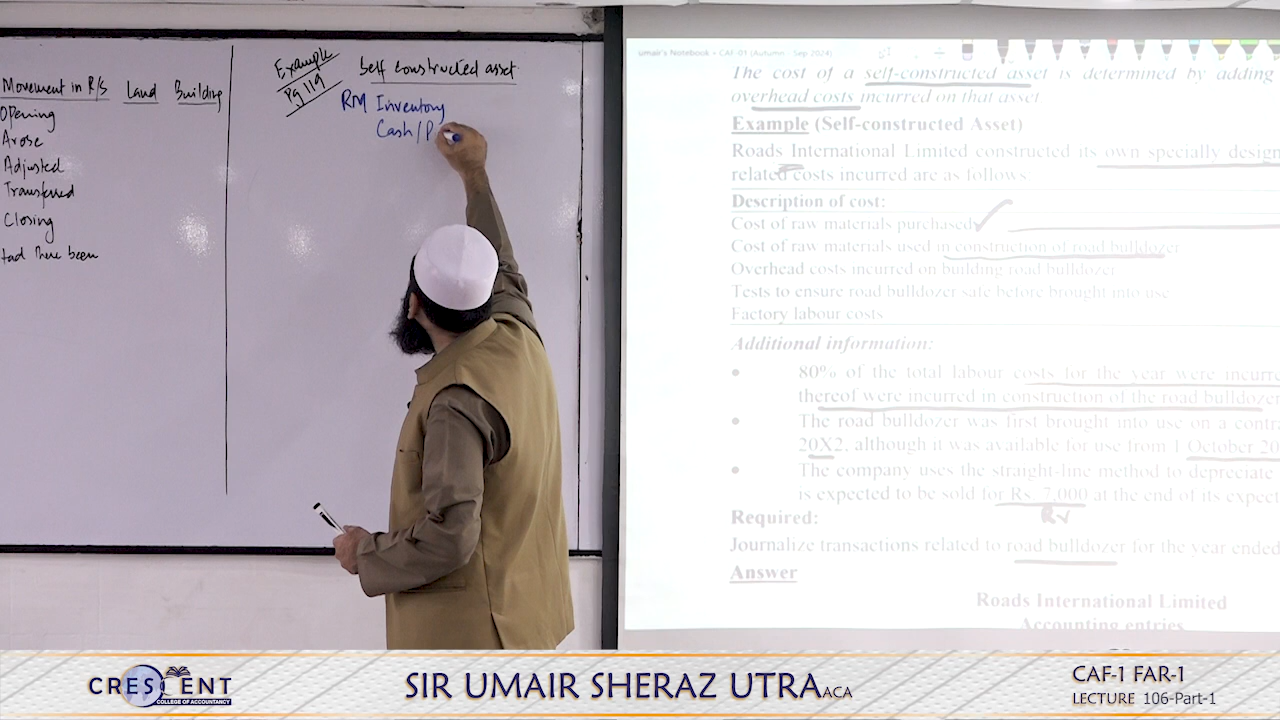 Movement in R/S Land Building
Opening
Arose
Adjusted
Transferred
Closing
Had there been
Example
Pg 119
Self constructed asset
RM Inventory
Cash/P
umair's Notebook • CAF-01 (Autumn - Sep 2024)
The cost of a self-constructed asset is determined by adding
overhead costs incurred on that asset
Example (Self-constructed Asset)
Roads International Limited constructed its own specially design
related costs incurred are as follows:
Description of cost:
Cost of raw materials purchased
Cost of raw materials used in construction of road bulldozer
Overhead costs incurred on building road bulldozer
Tests to ensure road bulldozer safe before brought into use
Factory labour costs
Additional information:
• 80% of the total labour costs for the year were incurre
thereof were incurred in construction of the road bulldozer
• The road bulldozer was first brought into use on a contra
20X2, although it was available for use from 1 October 20
• The company uses the straight-line method to depreciate
is expected to be sold for Rs. 7,000 at the end of its expect
RV
Required:
Journalize transactions related to road bulldozer for the year ended
Answer
Roads International Limited
Accounting entries
CRESCENT
COLLEGE OF ACCOUNTANCY
SIR UMAIR SHERAZ UTRA ACA
CAF-1 FAR-1
LECTURE 106-Part-1